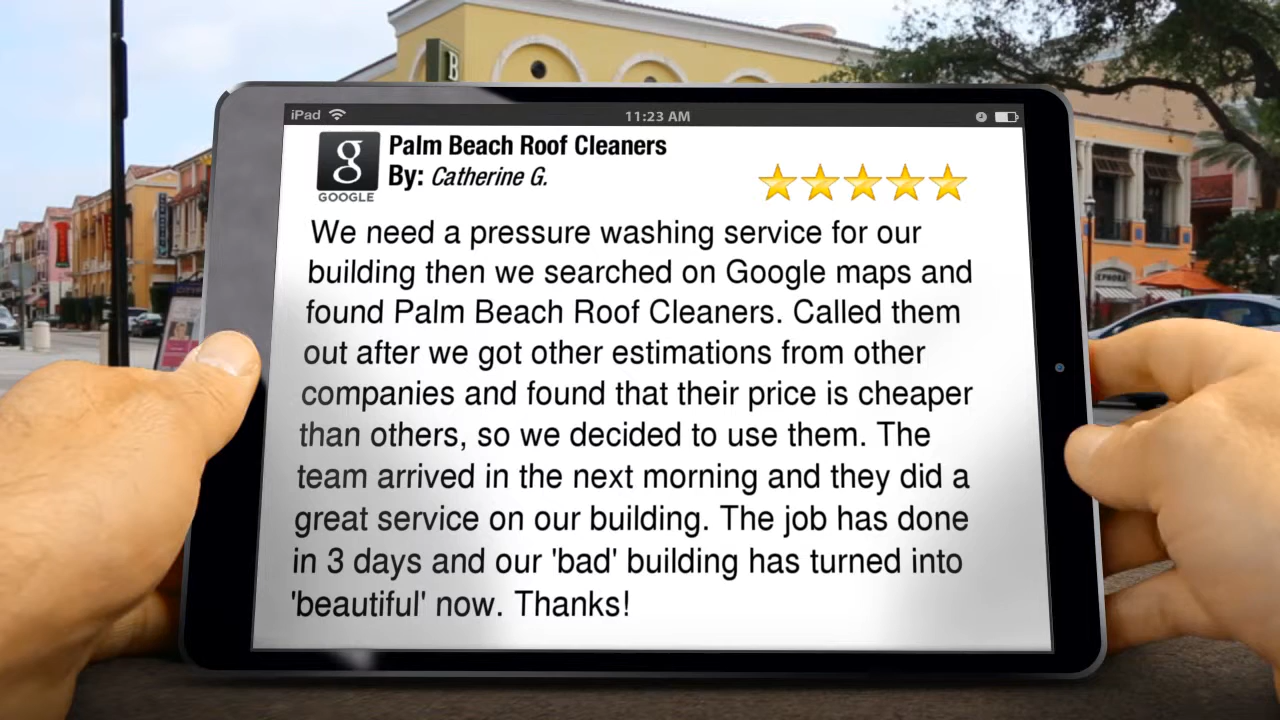 iPad 11:23 AM
g
GOOGLE
Palm Beach Roof Cleaners
By: Catherine G.
We need a pressure washing service for our
building then we searched on Google maps and
found Palm Beach Roof Cleaners. Called them
out after we got other estimations from other
companies and found that their price is cheaper
than others, so we decided to use them. The
team arrived in the next morning and they did a
great service on our building. The job has done
in 3 days and our 'bad' building has turned into
'beautiful' now. Thanks!
B
SEPHORA